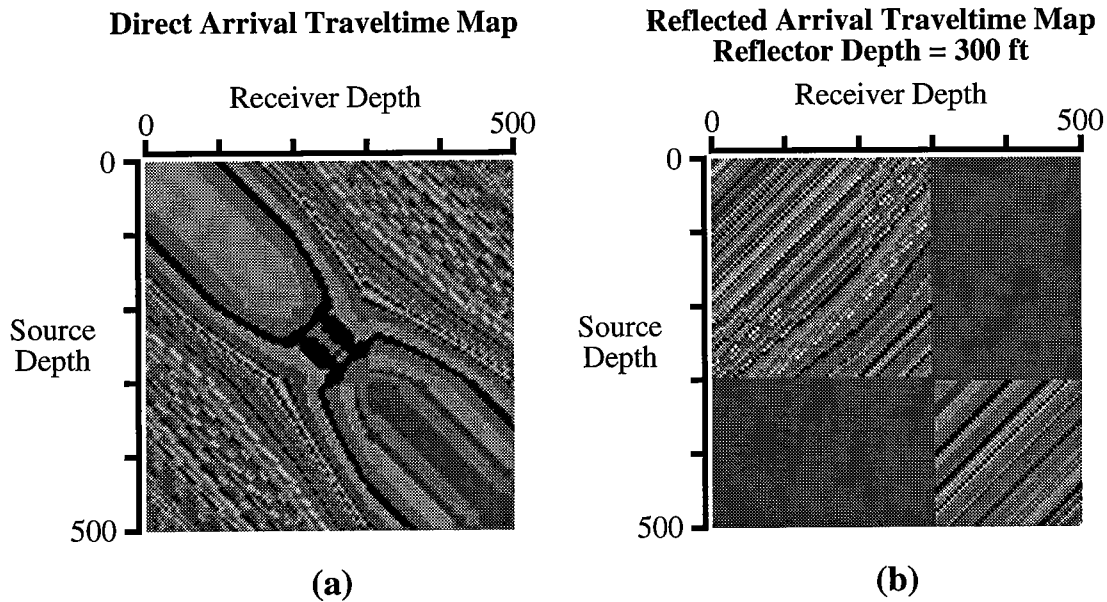 Direct Arrival Traveltime Map
Receiver Depth
0 500
0
Source
Depth
500
(a)
Reflected Arrival Traveltime Map
Reflector Depth = 300 ft
Receiver Depth
0 500
0
Source
Depth
500
(b)